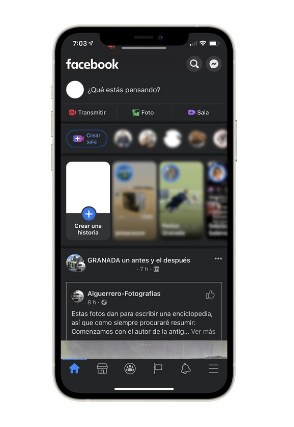 7:03
facebook
¿Qué estás pensando?
Transmitir
Foto
Sala
Crear
sala
Crear una
historia
GRANADA un antes y el después
· 7 h ·
Alguerrero-Fotografias
8 h ·
Estas fotos dan para escribir una enciclopedia,
así que como siempre procuraré resumir:
Comenzamos con el autor de la antig... Ver más